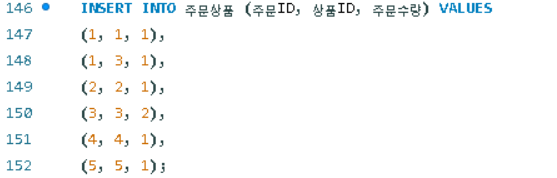 146 INSERT INTO 주문상품 (주문ID, 상품ID, 주문수량) VALUES
147 (1, 1, 1),
148 (1, 3, 1),
149 (2, 2, 1),
150 (3, 3, 2),
151 (4, 4, 1),
152 (5, 5, 1);